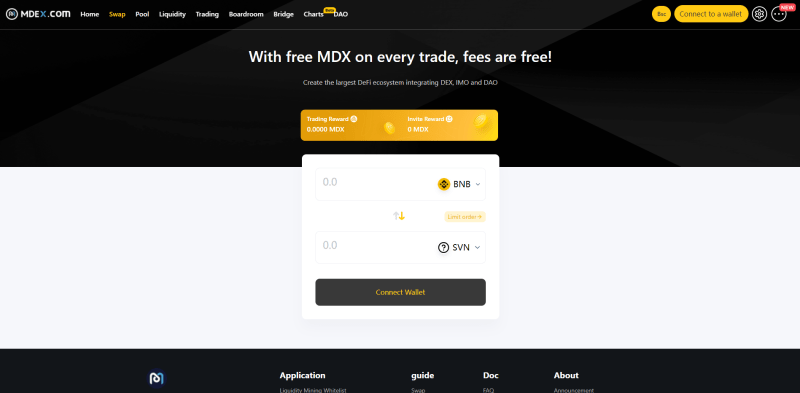 MDEX.COM Home Swap Pool Liquidity Trading Boardroom Bridge Charts Beta DAO Bsc Connect to a wallet NEW
With free MDX on every trade, fees are free!
Create the largest DeFi ecosystem integrating DEX, IMO and DAO
Trading Reward Invite Reward
0.0000 MDX 0 MDX
0.0 BNB
Limit order
0.0 SVN
Connect Wallet
Application guide Doc About
Liquidity Mining Whitelist Swap FAQ Announcement